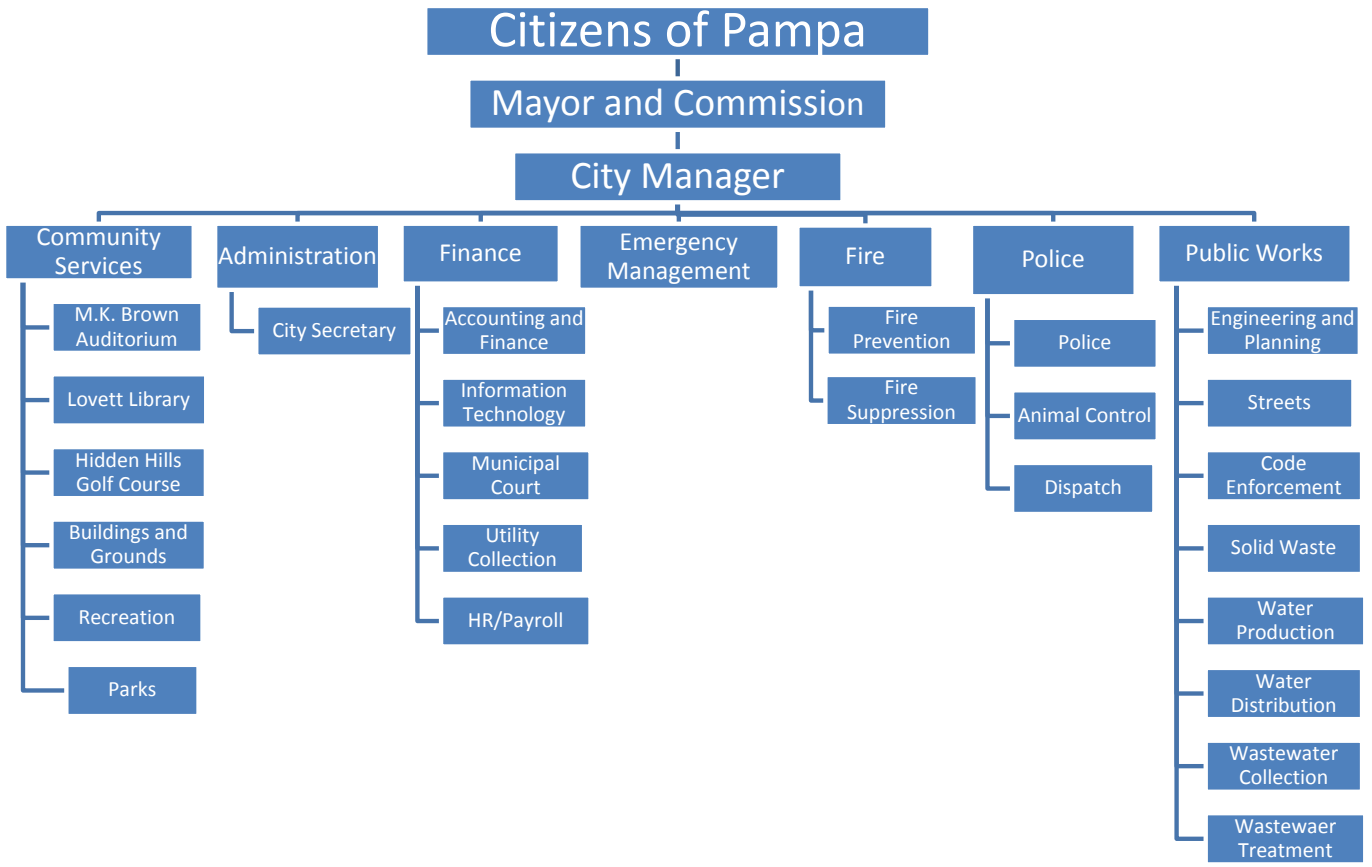 Citizens of Pampa
Mayor and Commission
City Manager
Community
Services
M.K. Brown
Auditorium
Lovett Library
Hidden Hills
Golf Course
Buildings and
Grounds
Recreation
Parks
Administration
City Secretary
Finance
Accounting and
Finance
Information
Technology
Municipal
Court
Utility
Collection
HR/Payroll
Emergency
Management
Fire
Fire
Prevention
Fire
Suppression
Police
Police
Animal Control
Dispatch
Public Works
Engineering and
Planning
Streets
Code
Enforcement
Solid Waste
Water
Production
Water
Distribution
Wastewater
Collection
Wastewaer
Treatment